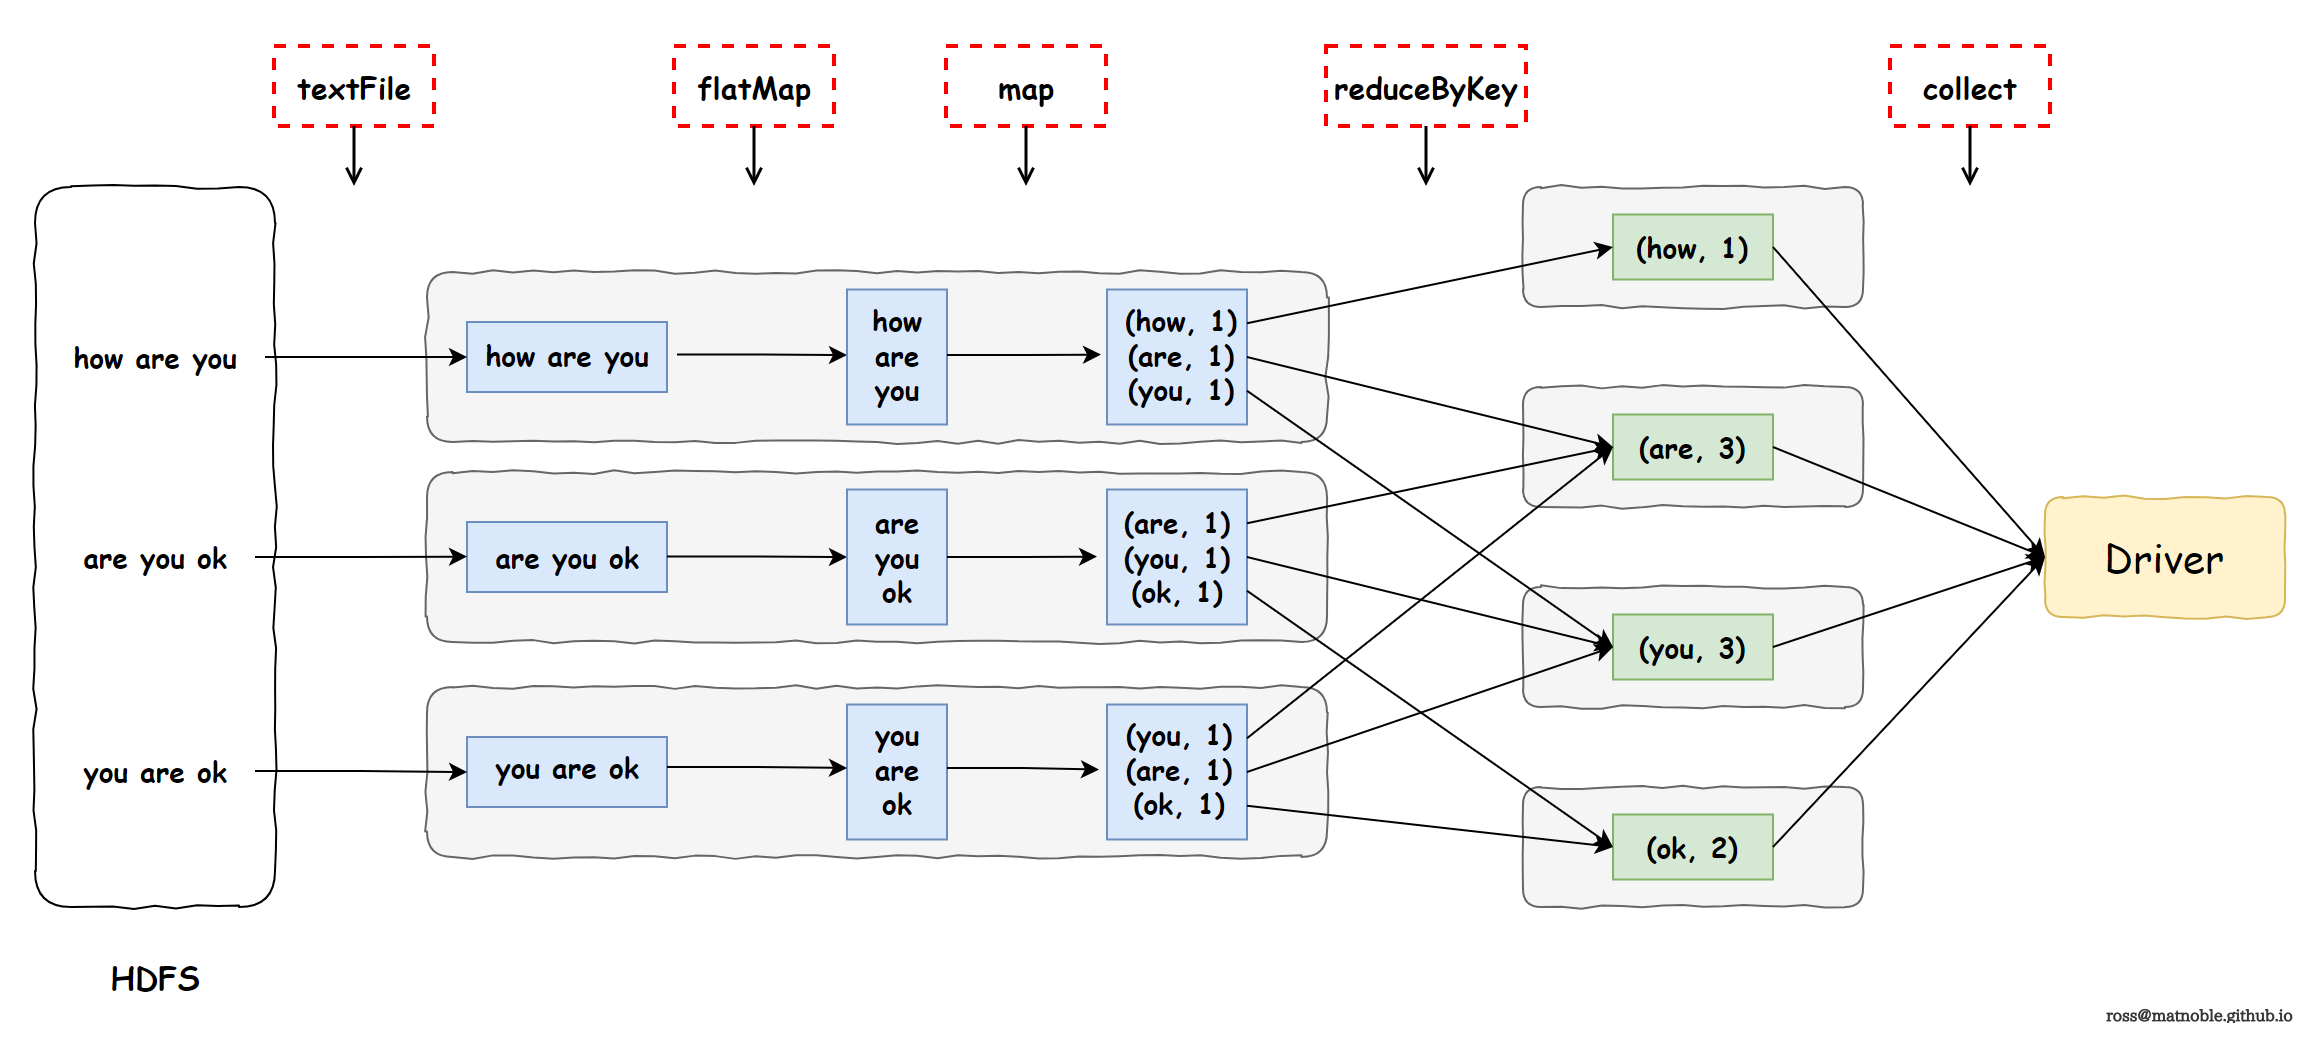 textFile
flatMap
map
reduceByKey
collect
how are you
are you ok
you are ok
HDFS
how are you
how
are
you
(how, 1)
(are, 1)
(you, 1)
are you ok
are
you
ok
(are, 1)
(you, 1)
(ok, 1)
you are ok
you
are
ok
(you, 1)
(are, 1)
(ok, 1)
(how, 1)
(are, 3)
(you, 3)
(ok, 2)
Driver
ross@matnoble.github.io